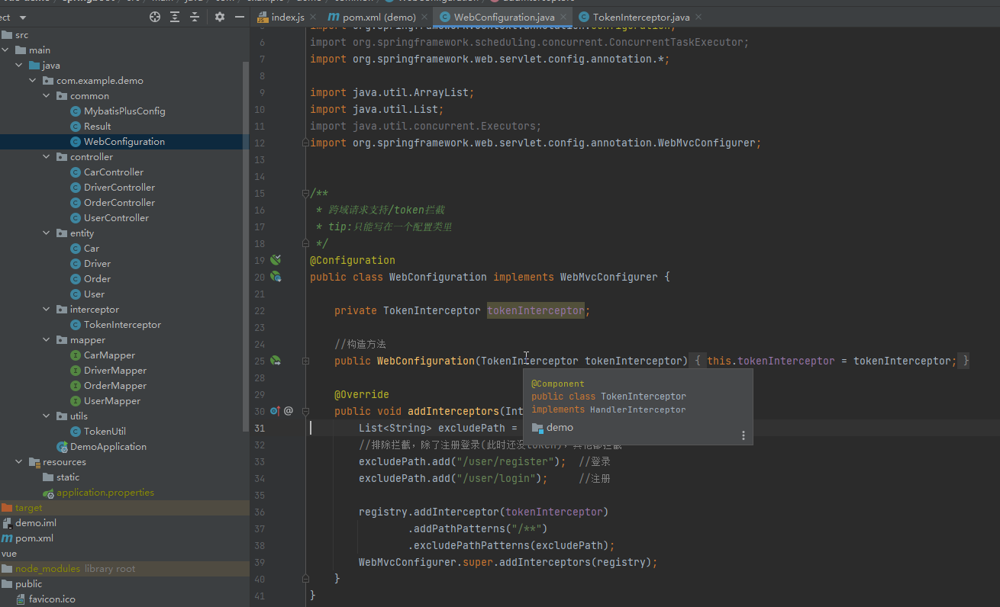 index.js
pom.xml (demo)
WebConfiguration.java
TokenInterceptor.java
src
main
java
com.example.demo
common
MybatisPlusConfig
Result
WebConfiguration
controller
CarController
DriverController
OrderController
UserController
entity
Car
Driver
Order
User
interceptor
TokenInterceptor
mapper
CarMapper
DriverMapper
OrderMapper
UserMapper
utils
TokenUtil
DemoApplication
resources
static
application.properties
target
demo.iml
pom.xml
vue
node_modules library root
public
favicon.ico
6 import org.springframework.scheduling.concurrent.ConcurrentTaskExecutor;
7 import org.springframework.web.servlet.config.annotation.*;
8
9 import java.util.ArrayList;
10 import java.util.List;
11 import java.util.concurrent.Executors;
12 import org.springframework.web.servlet.config.annotation.WebMvcConfigurer;
13
14
15 /**
16 * 跨域请求支持/token拦截
17 * tip:只能写在一个配置类里
18 */
19 @Configuration
20 public class WebConfiguration implements WebMvcConfigurer {
21
22 private TokenInterceptor tokenInterceptor;
23
24 //构造方法
25 public WebConfiguration(TokenInterceptor tokenInterceptor) { this.tokenInterceptor = tokenInterceptor; }
28
29 @Override
30 public void addInterceptors(Int
31 List<String> excludePath =
32 //排除拦截，除了注册登录(此时还没token)，其他都拦截
33 excludePath.add("/user/register"); //登录
34 excludePath.add("/user/login"); //注册
35
36 registry.addInterceptor(tokenInterceptor)
37 .addPathPatterns("/**")
38 .excludePathPatterns(excludePath);
39 WebMvcConfigurer.super.addInterceptors(registry);
40 }
41 }
@Component
public class TokenInterceptor
implements HandlerInterceptor
demo